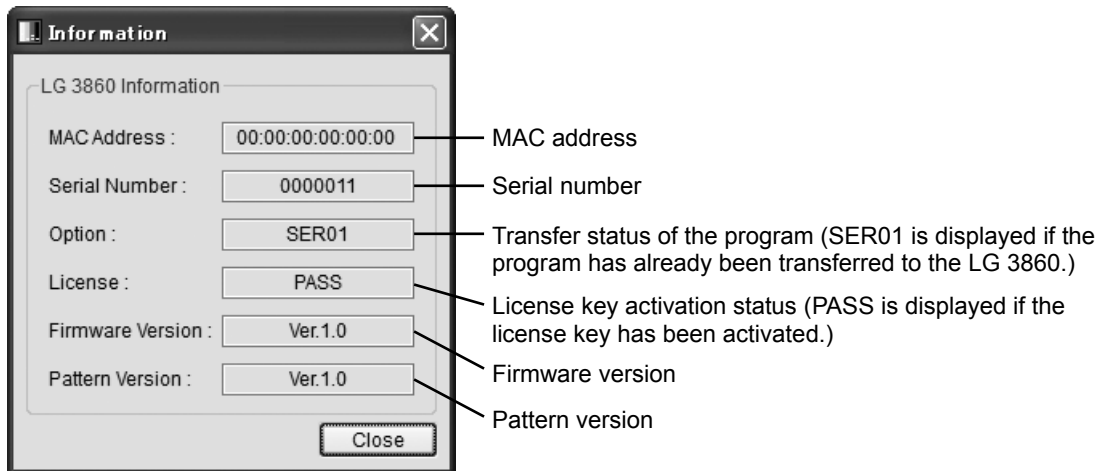 Information
LG 3860 Information
MAC Address : 00:00:00:00:00:00 MAC address
Serial Number : 0000011 Serial number
Option : SER01 Transfer status of the program (SER01 is displayed if the
program has already been transferred to the LG 3860.)
License : PASS License key activation status (PASS is displayed if the
license key has been activated.)
Firmware Version : Ver.1.0 Firmware version
Pattern Version : Ver.1.0 Pattern version
Close